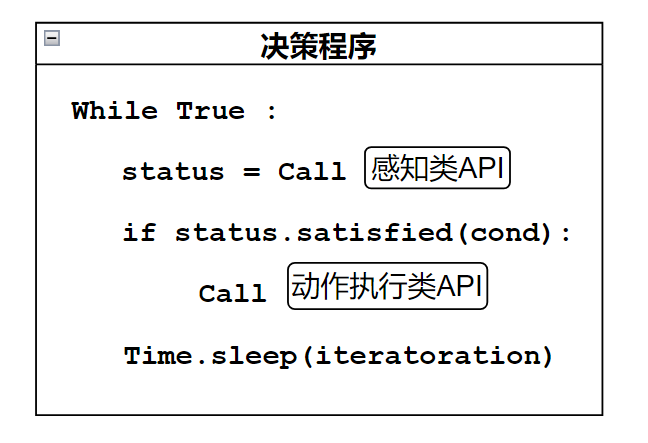 决策程序
While True :
status = Call 感知类API
if status.satisfied(cond):
Call 动作执行类API
Time.sleep(iteratoration)